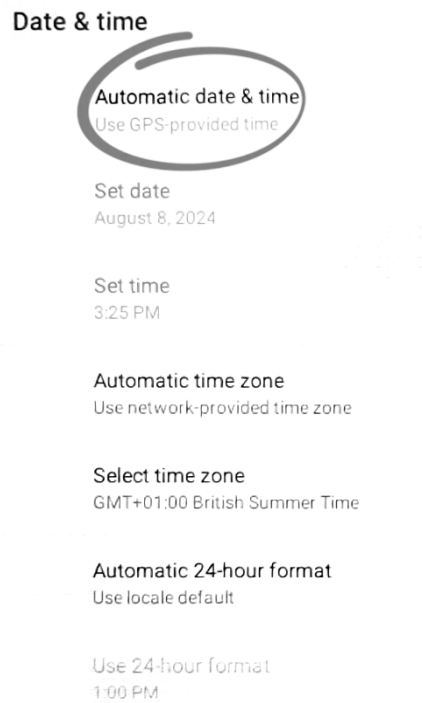 Date & time
Automatic date & time
Use GPS-provided time
Set date
August 8, 2024
Set time
3:25 PM
Automatic time zone
Use network-provided time zone
Select time zone
GMT+01:00 British Summer Time
Automatic 24-hour format
Use locale default
Use 24-hour format
1:00 PM